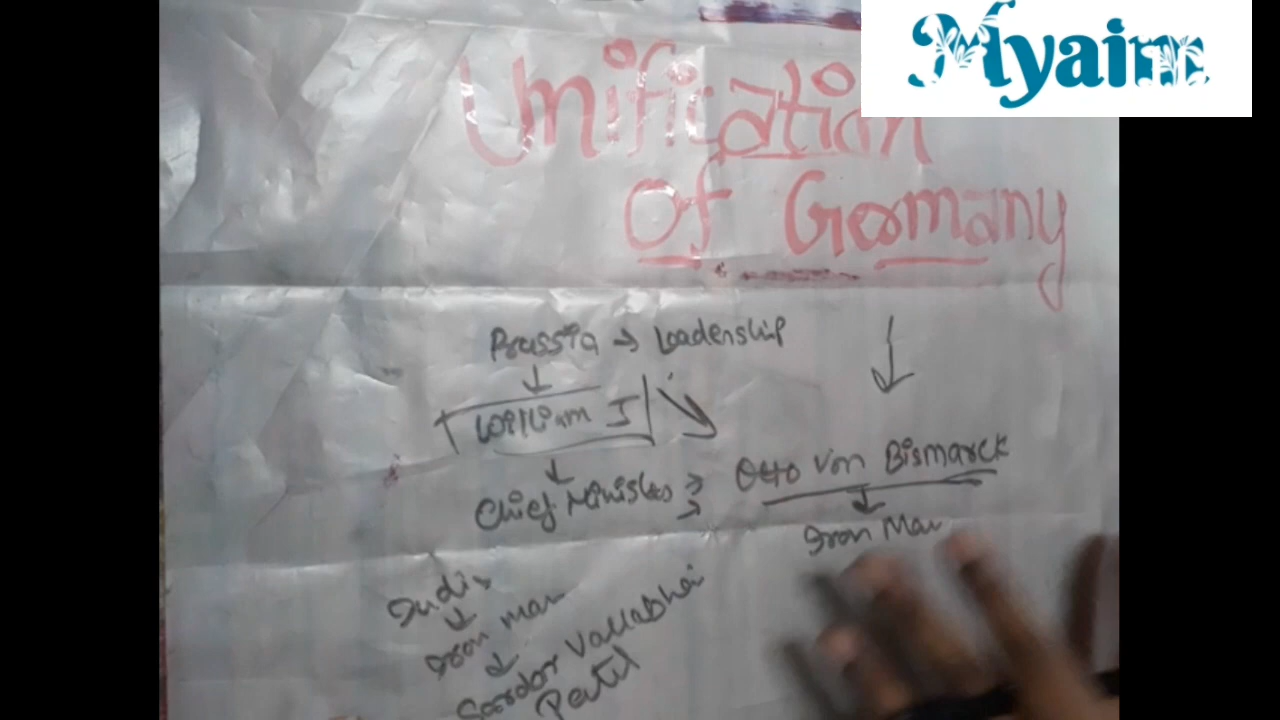 Myaim
Unification
Of Germany
Prussia → Leadership
↓
William I
↓
Chief Minister → Otto Von Bismarck
↓
Iron Man
India
↓
Iron man
↓
Sardar Vallabhai
Patil